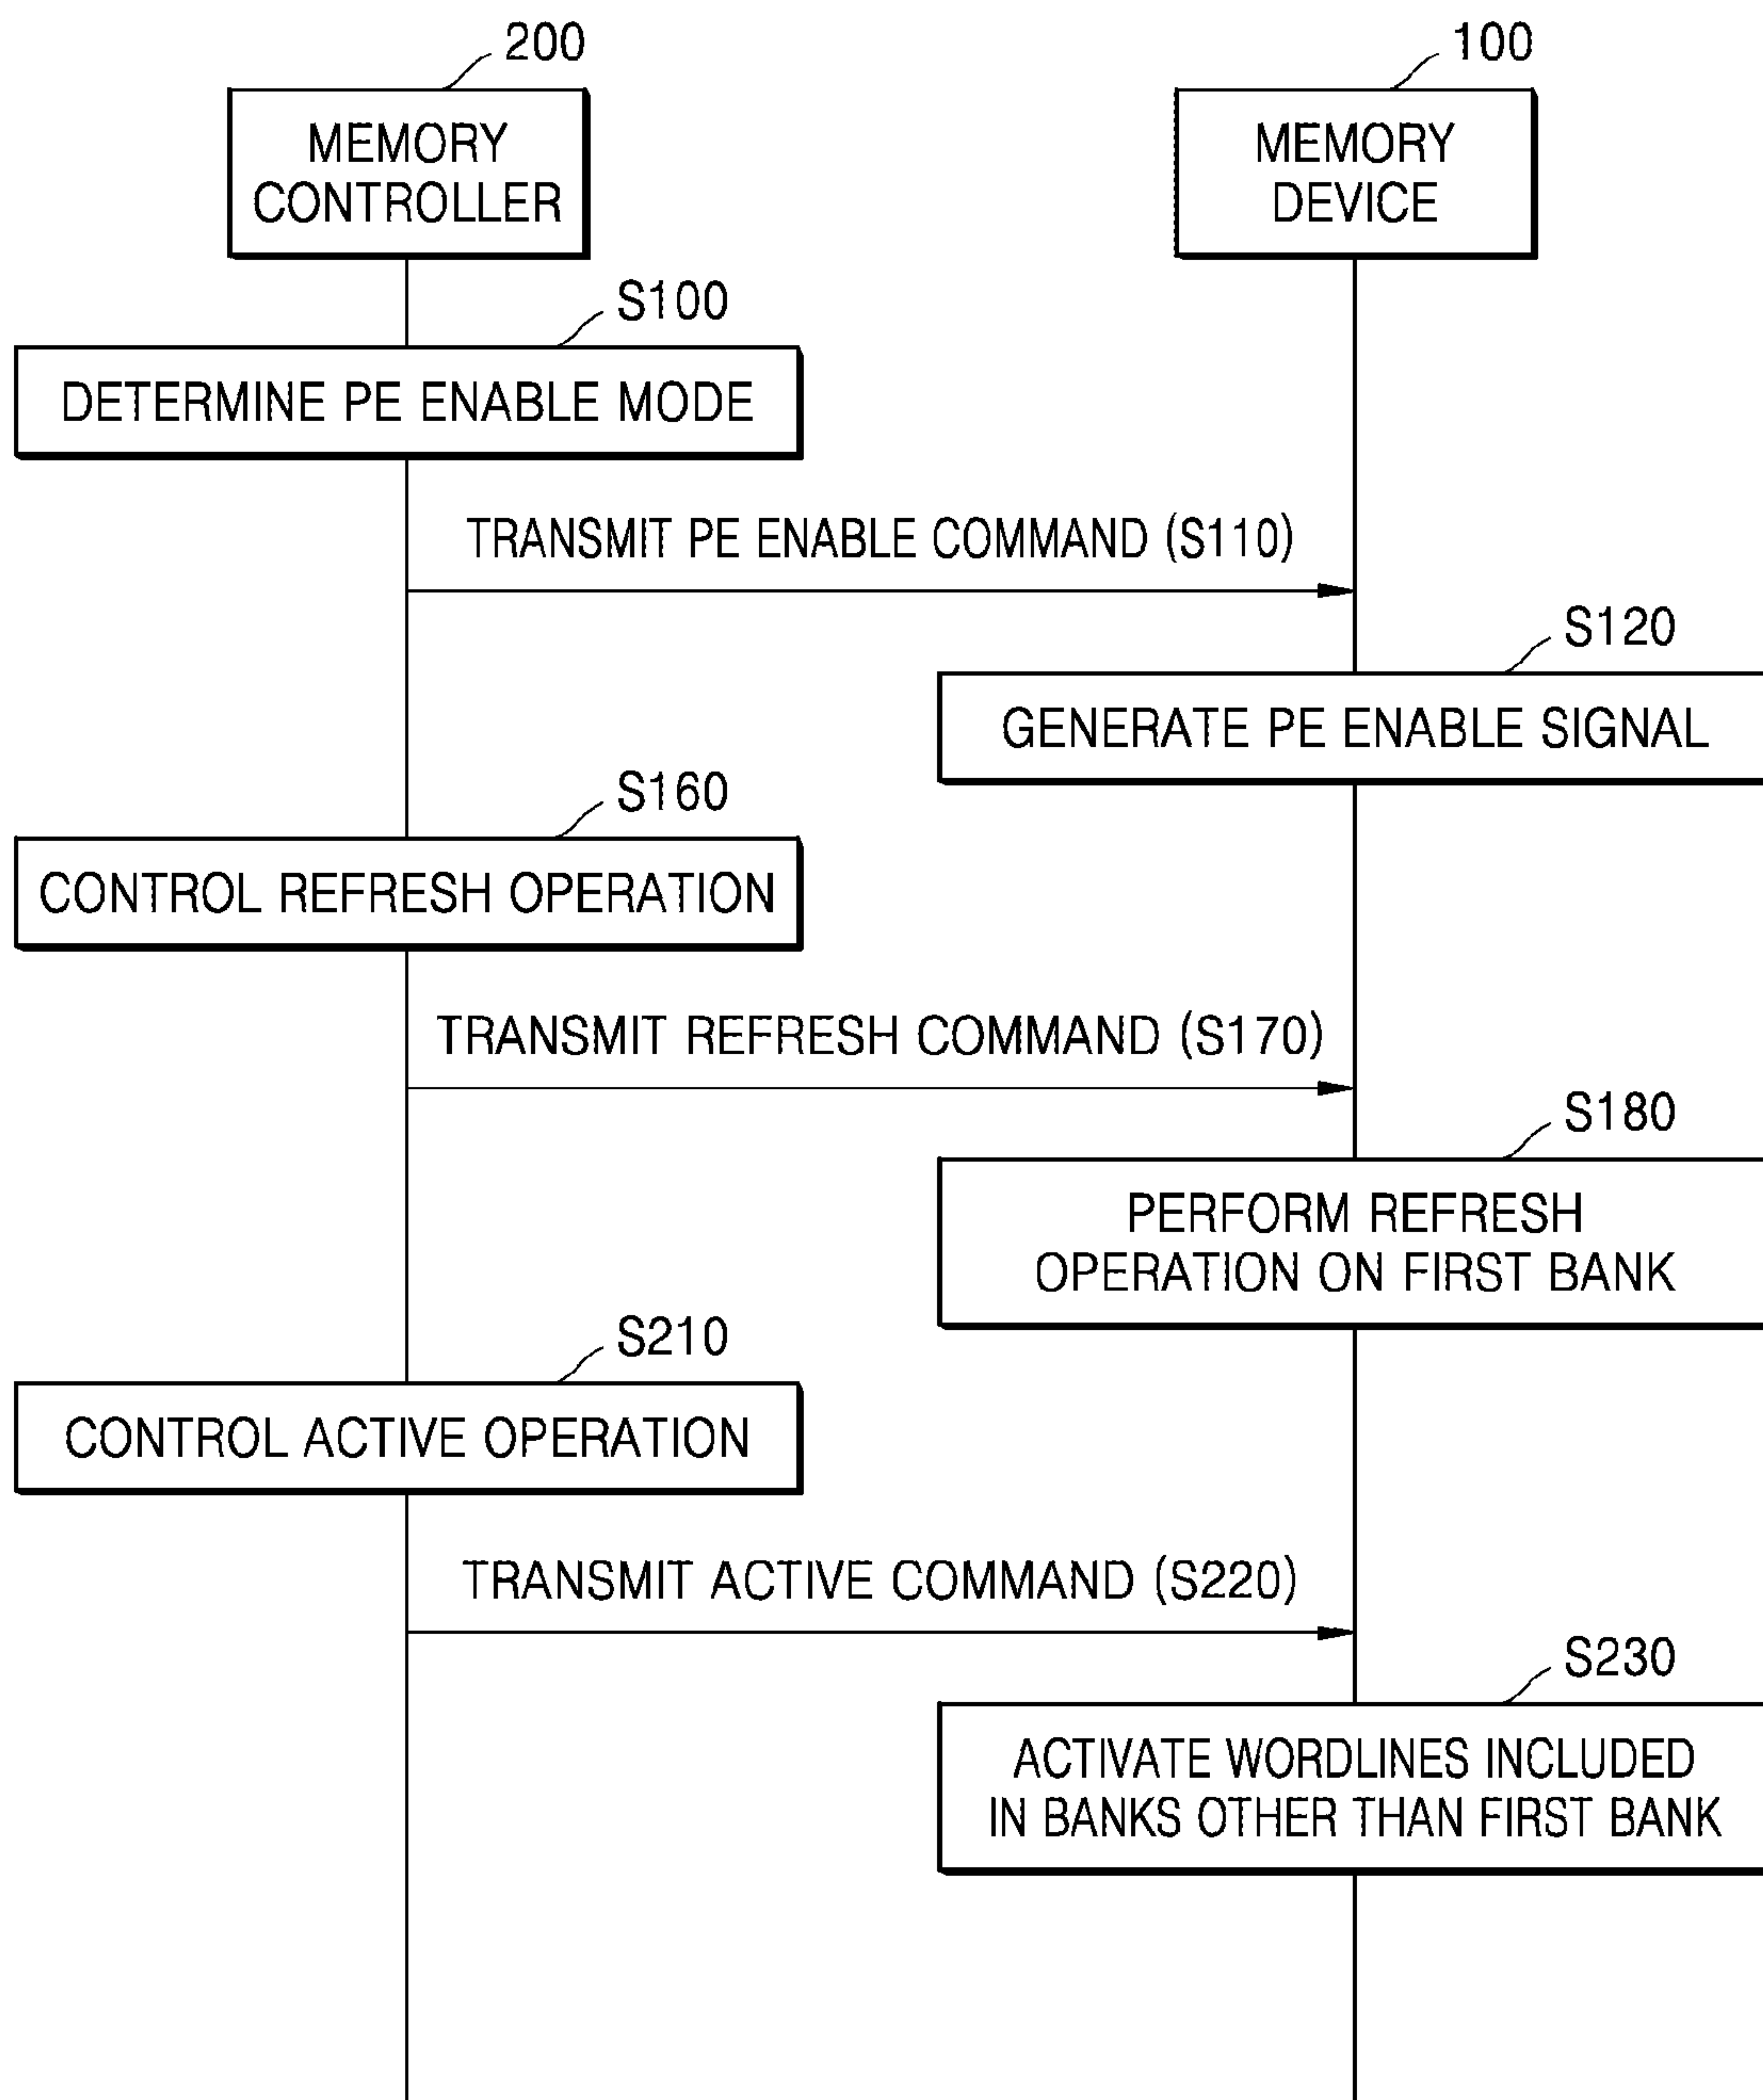 200
100
MEMORY
CONTROLLER
MEMORY
DEVICE
S100
DETERMINE PE ENABLE MODE
TRANSMIT PE ENABLE COMMAND (S110)
S120
GENERATE PE ENABLE SIGNAL
S160
CONTROL REFRESH OPERATION
TRANSMIT REFRESH COMMAND (S170)
S180
PERFORM REFRESH
OPERATION ON FIRST BANK
S210
CONTROL ACTIVE OPERATION
TRANSMIT ACTIVE COMMAND (S220)
S230
ACTIVATE WORDLINES INCLUDED
IN BANKS OTHER THAN FIRST BANK